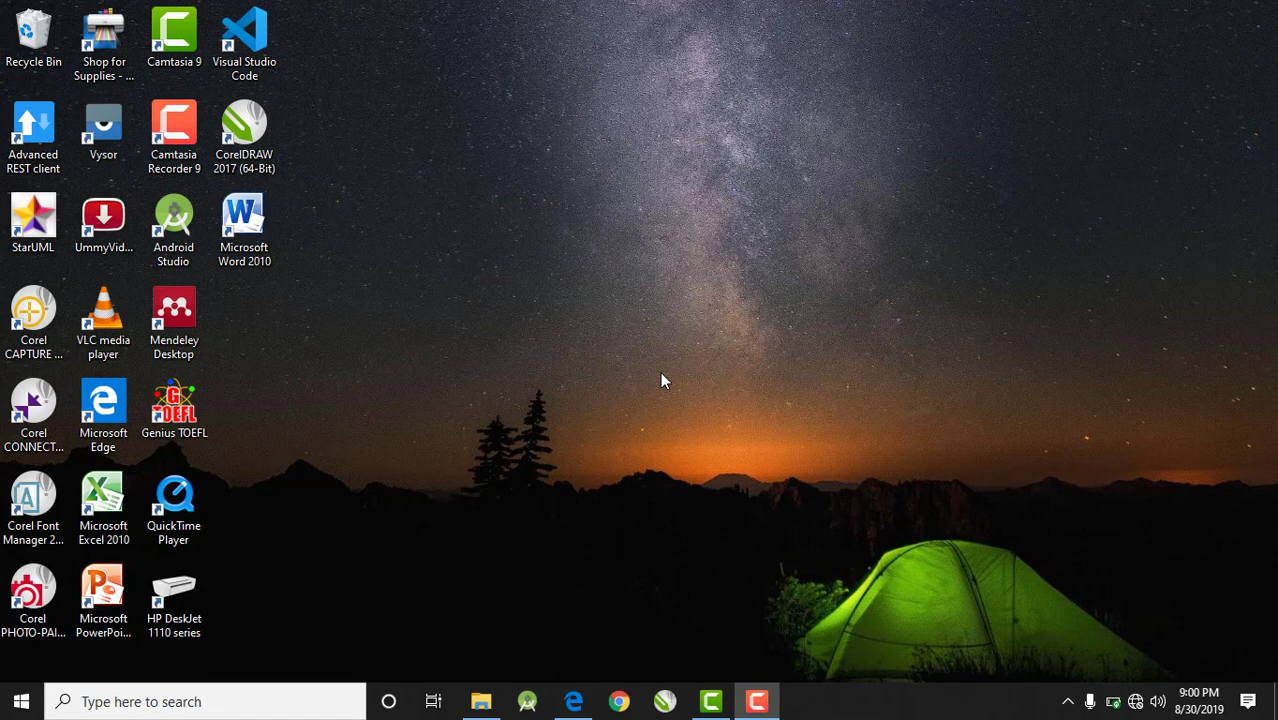 Recycle Bin
Shop for
Supplies - ...
Camtasia 9
Visual Studio
Code
Advanced
REST client
Vysor
Camtasia
Recorder 9
CorelDRAW
2017 (64-Bit)
StarUML
UmmyVid...
Android
Studio
Microsoft
Word 2010
Corel
CAPTURE ...
VLC media
player
Mendeley
Desktop
Corel
CONNECT...
Microsoft
Edge
G
TOEFL
Genius TOEFL
Corel Font
Manager 2...
Microsoft
Excel 2010
QuickTime
Player
Corel
PHOTO-PAI...
Microsoft
PowerPoi...
HP DeskJet
1110 series
Type here to search
9:00 PM
8/30/2019